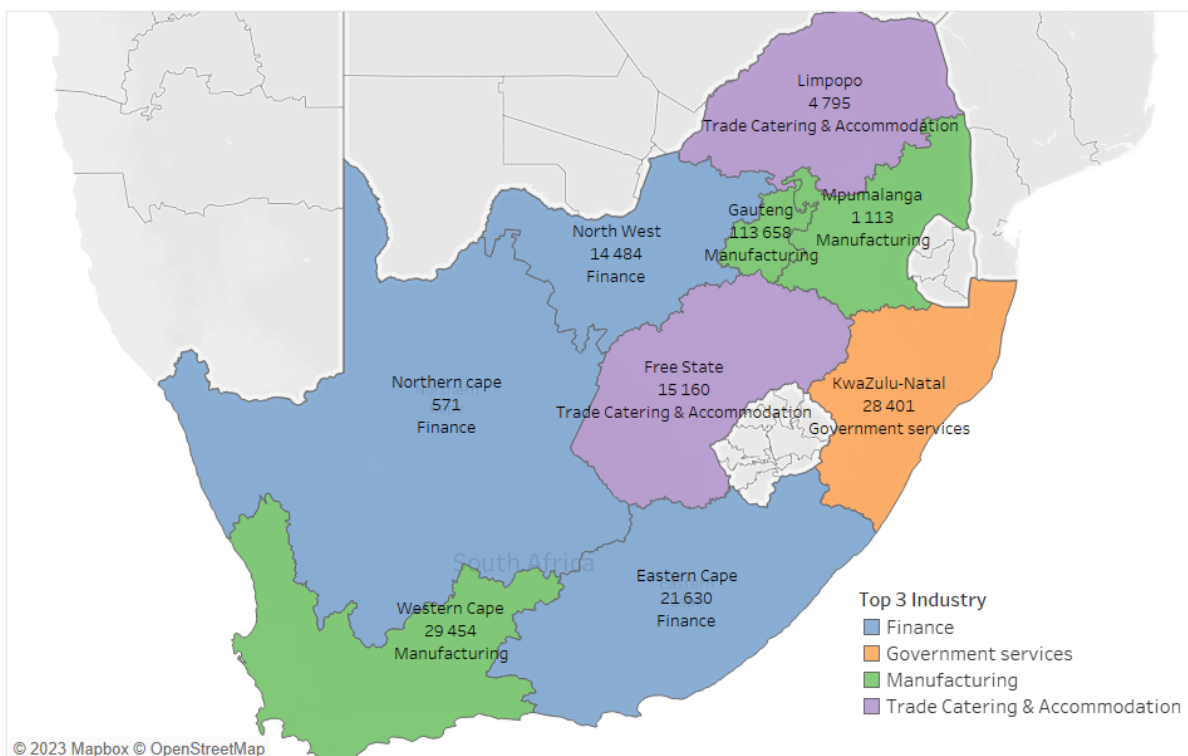 Limpopo
4 795
Trade Catering & Accommodation
Mpumalanga
1 113
Manufacturing
Gauteng
113 658
Manufacturing
North West
14 484
Finance
Free State
15 160
Trade Catering & Accommodation
Northern cape
571
Finance
KwaZulu-Natal
28 401
Government services
South Africa
Eastern Cape
21 630
Finance
Western Cape
29 454
Manufacturing
Top 3 Industry
Finance
Government services
Manufacturing
Trade Catering & Accommodation
© 2023 Mapbox © OpenStreetMap